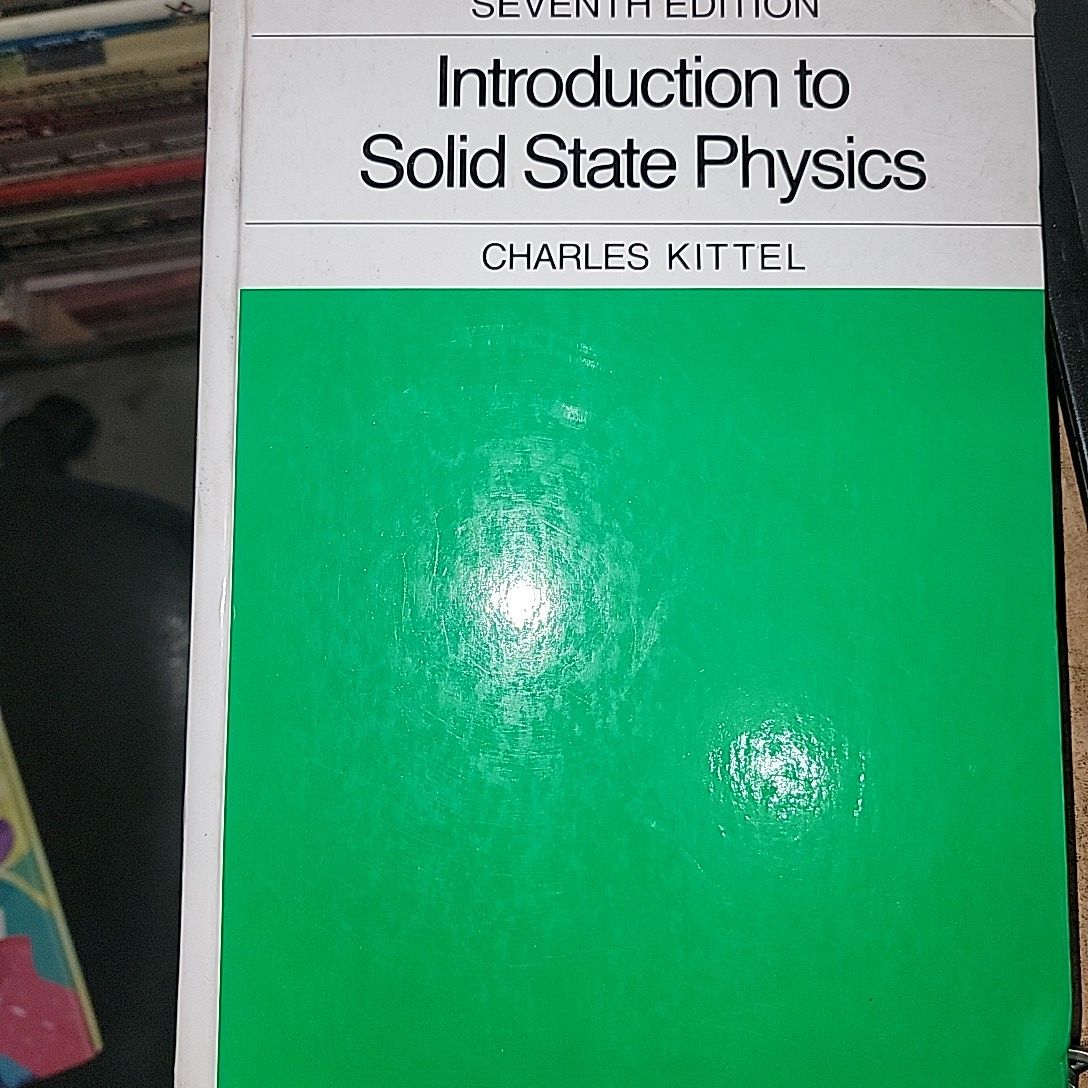 SEVENTH EDITION
Introduction to
Solid State Physics
CHARLES KITTEL